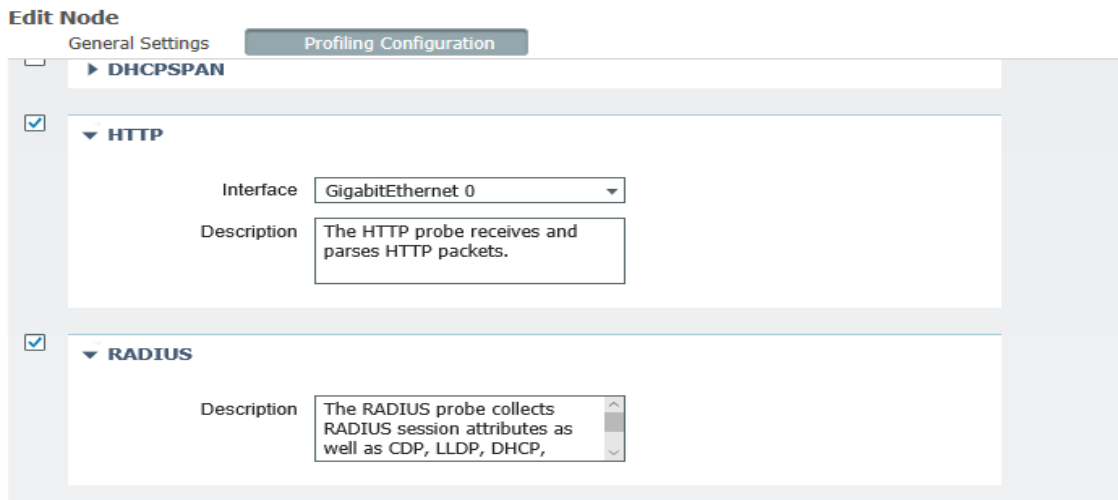 Edit Node
General Settings Profiling Configuration
DHCPSPAN
HTTP
Interface GigabitEthernet 0
Description The HTTP probe receives and
parses HTTP packets.
RADIUS
Description The RADIUS probe collects
RADIUS session attributes as
well as CDP, LLDP, DHCP,